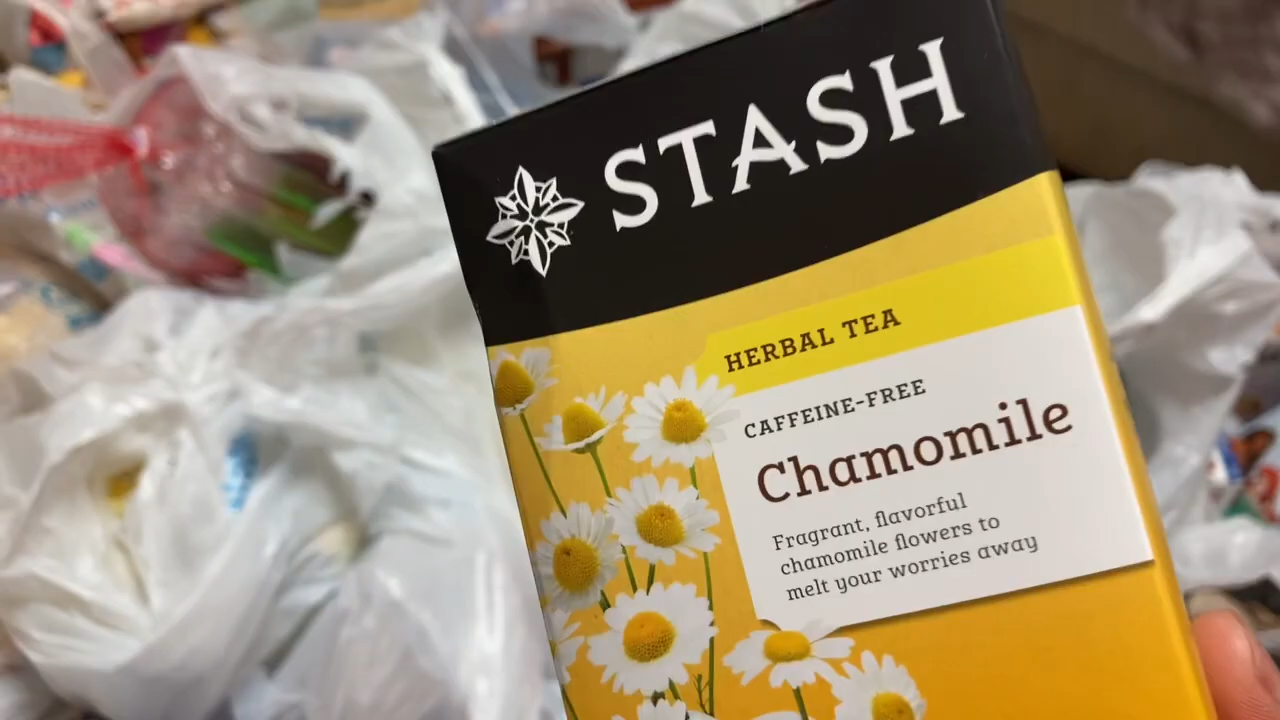 STASH
HERBAL TEA
CAFFEINE-FREE
Chamomile
Fragrant, flavorful
chamomile flowers to
melt your worries away